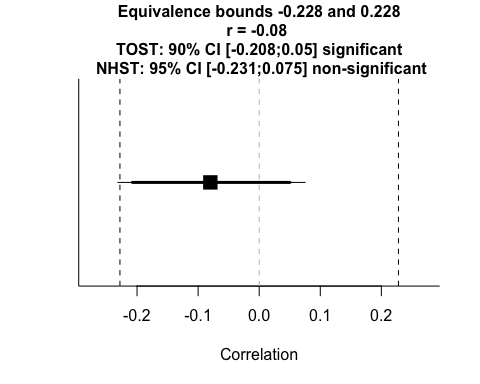 Equivalence bounds -0.228 and 0.228
r = -0.08
TOST: 90% CI [-0.208;0.05] significant
NHST: 95% CI [-0.231;0.075] non-significant
-0.2 -0.1 0.0 0.1 0.2
Correlation